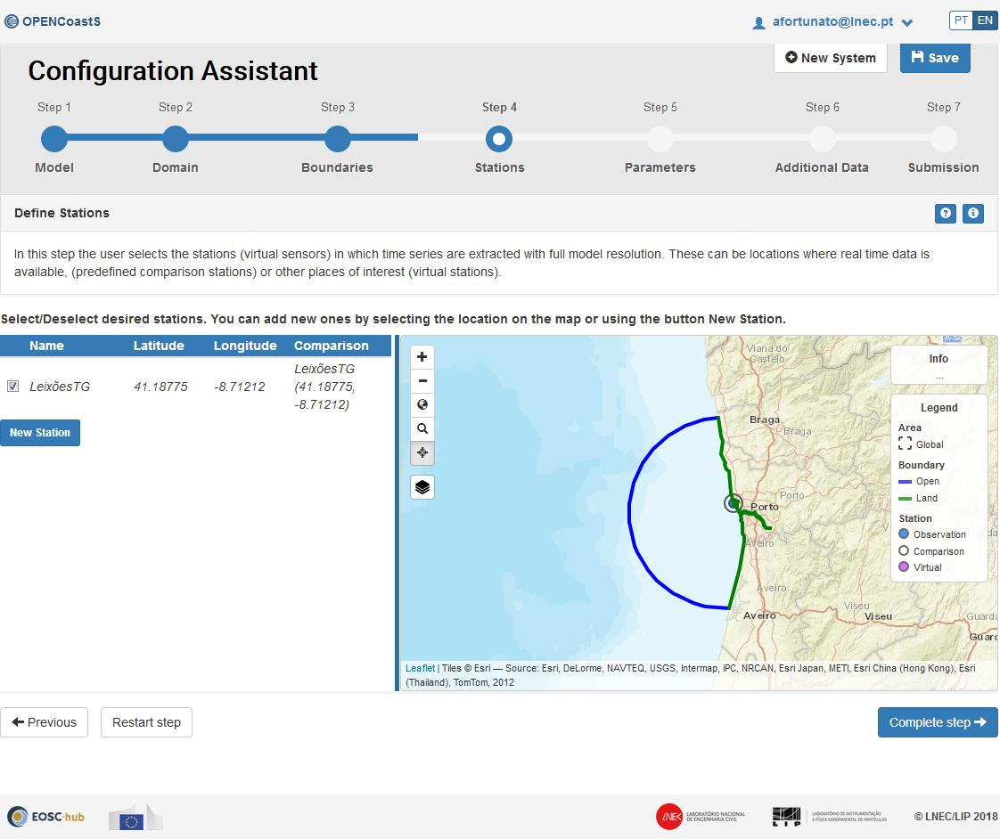 OPENCoastS
afortunato@lnec.pt
PT EN
Configuration Assistant
New System
Save
Step 1 Step 2 Step 3 Step 4 Step 5 Step 6 Step 7
Model Domain Boundaries Stations Parameters Additional Data Submission
Define Stations
In this step the user selects the stations (virtual sensors) in which time series are extracted with full model resolution. These can be locations where real time data is
available, (predefined comparison stations) or other places of interest (virtual stations).
Select/Deselect desired stations. You can add new ones by selecting the location on the map or using the button New Station.
Name Latitude Longitude Comparison
LeixõesTG 41.18775 -8.71212 LeixõesTG
(41.18775,
-8.71212)
New Station
A-52
Viana do
Castelo
Braga
Braga
Porto
Porto
Aveiro
Aveiro
Aveiro
Viseu
Viseu
Guarda
Guarc
Info
...
Legend
Area
Global
Boundary
Open
Land
Station
Observation
Comparison
Virtual
Leaflet | Tiles © Esri — Source: Esri, DeLorme, NAVTEQ, USGS, Intermap, iPC, NRCAN, Esri Japan, METI, Esri China (Hong Kong), Esri
(Thailand), TomTom, 2012
Previous
Restart step
Complete step
EOSC-hub
LNEC
LABORATÓRIO NACIONAL
DE ENGENHARIA CIVIL
LIP
LABORATÓRIO DE INSTRUMENTAÇÃO
E FÍSICA EXPERIMENTAL DE PARTÍCULAS
© LNEC/LIP 2018